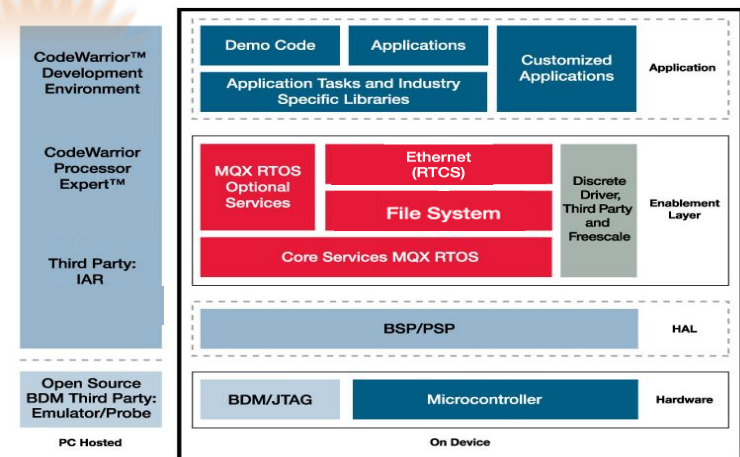 CodeWarrior™
Development
Environment
CodeWarrior
Processor
Expert™
Third Party:
IAR
Open Source
BDM Third Party:
Emulator/Probe
PC Hosted
Demo Code
Applications
Customized
Applications
Application Tasks and Industry
Specific Libraries
Application
MQX RTOS
Optional
Services
Ethernet
(RTCS)
File System
Core Services MQX RTOS
Discrete
Driver,
Third Party
and
Freescale
Enablement
Layer
BSP/PSP
HAL
BDM/JTAG
Microcontroller
Hardware
On Device